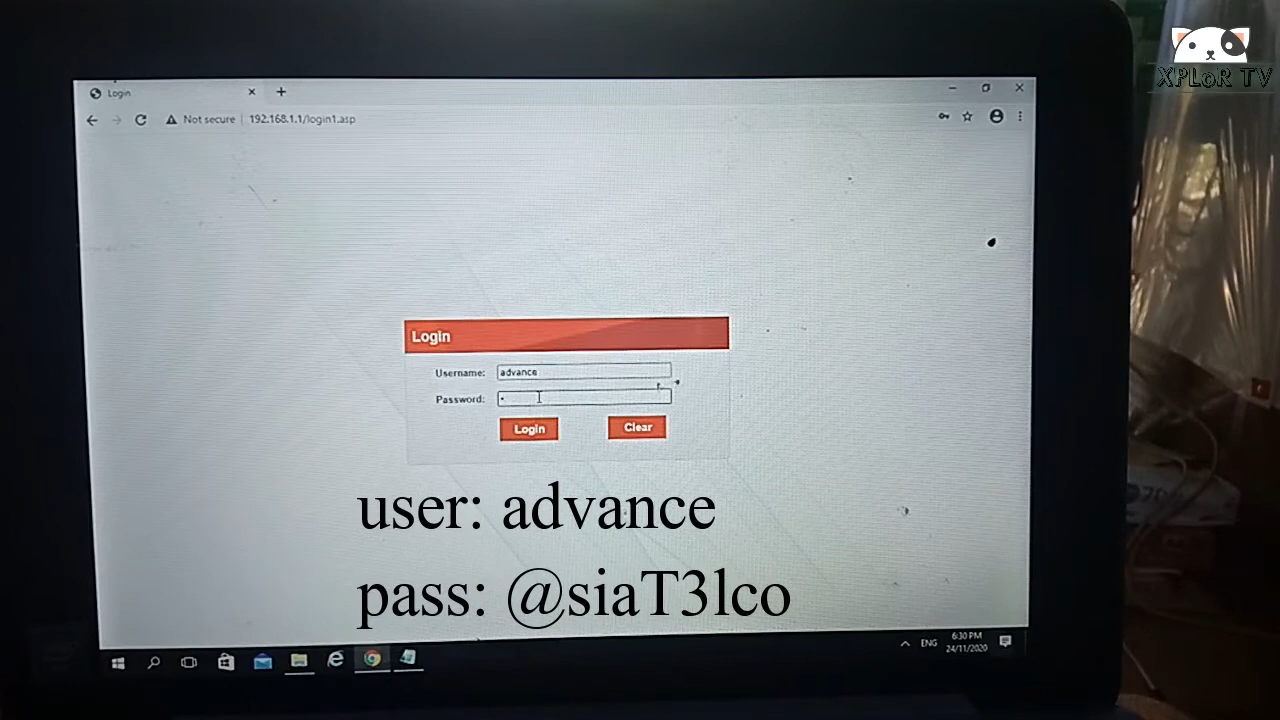 XPLoR TV
Login
Not secure
192.168.1.1/login1.asp
Login
Username:
advance
Password:
Login
Clear
user: advance
pass: @siaT3lco
ENG
6:30 PM
24/11/2020